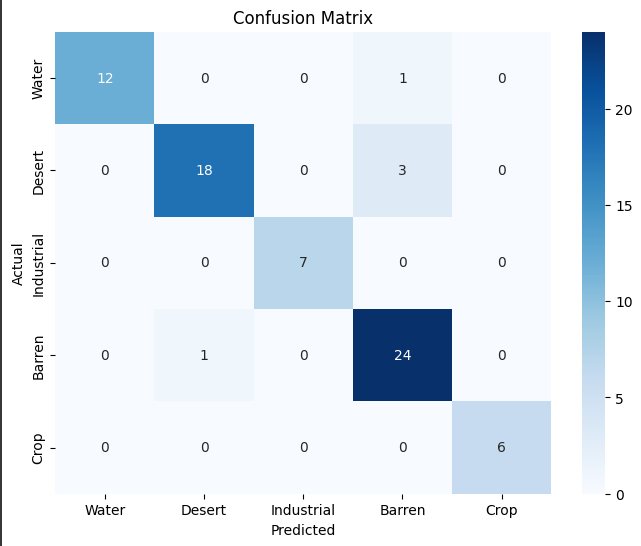 Confusion Matrix
Actual
Water 12 0 0 1 0
Desert 0 18 0 3 0
Industrial 0 0 7 0 0
Barren 0 1 0 24 0
Crop 0 0 0 0 6
Water Desert Industrial Barren Crop
Predicted
20
15
10
5
0